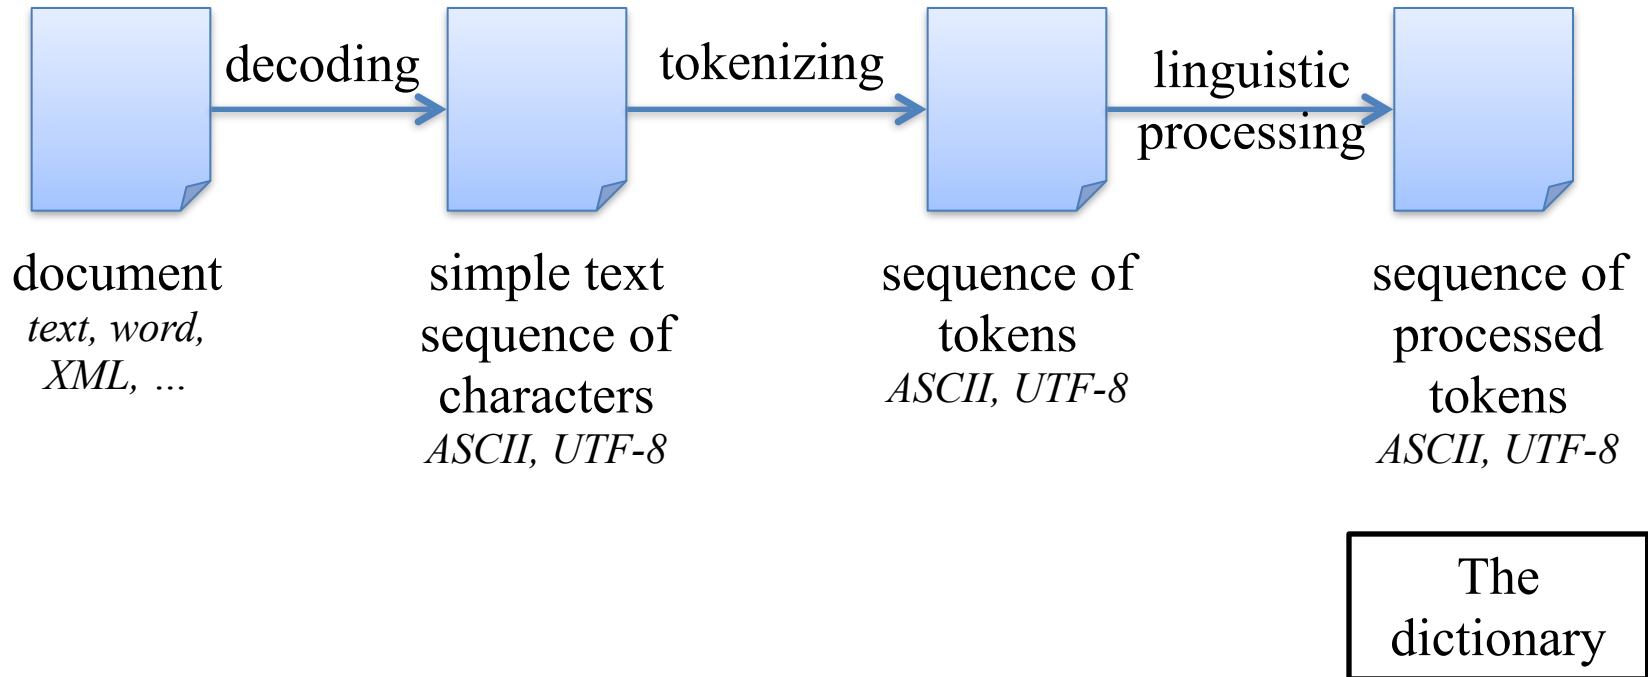 decoding
tokenizing
linguistic
processing
document
text, word,
XML, ...
simple text
sequence of
characters
ASCII, UTF-8
sequence of
tokens
ASCII, UTF-8
sequence of
processed
tokens
ASCII, UTF-8
The
dictionary